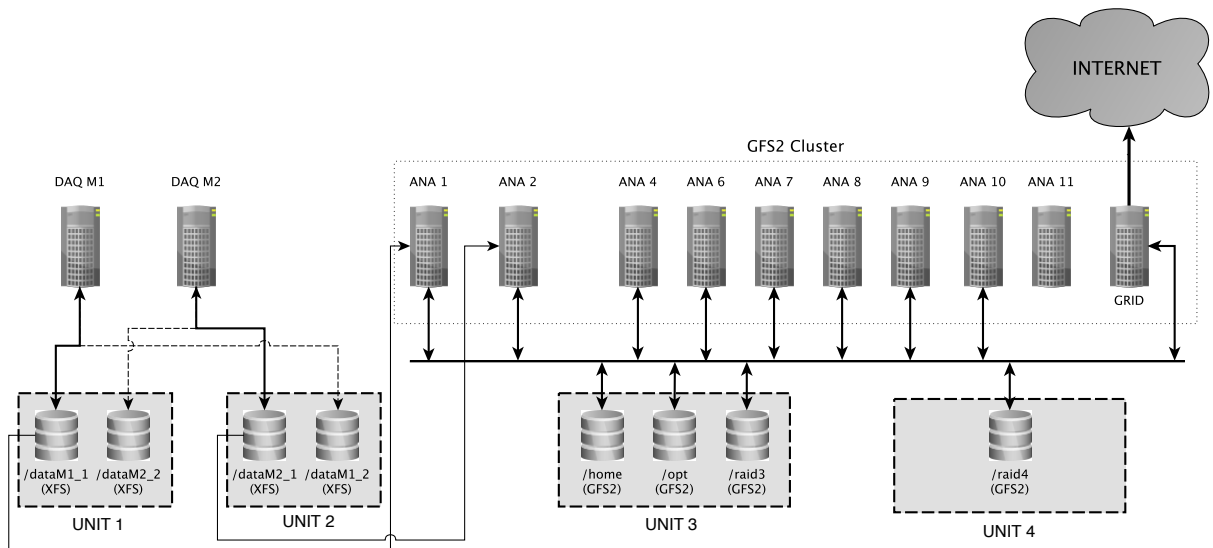 INTERNET
GFS2 Cluster
DAQ M1
DAQ M2
ANA 1
ANA 2
ANA 4
ANA 6
ANA 7
ANA 8
ANA 9
ANA 10
ANA 11
GRID
/dataM1_1
(XFS)
/dataM2_2
(XFS)
/dataM2_1
(XFS)
/dataM1_2
(XFS)
/home
(GFS2)
/opt
(GFS2)
/raid3
(GFS2)
/raid4
(GFS2)
UNIT 1
UNIT 2
UNIT 3
UNIT 4